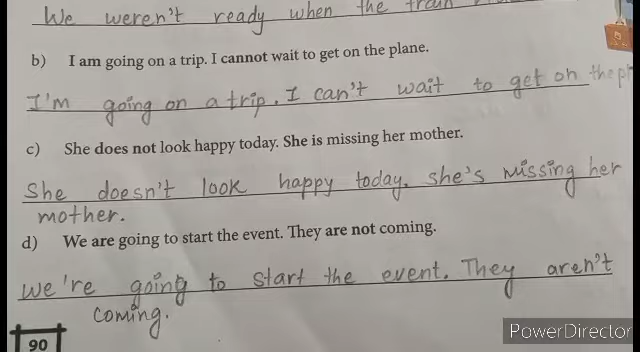 We weren't ready when the train
b) I am going on a trip. I cannot wait to get on the plane.
I'm going on a trip. I can't wait to get on the
c) She does not look happy today. She is missing her mother.
She doesn't look happy today. she's missing her
mother.
d) We are going to start the event. They are not coming.
we're going to start the event. They aren't
coming.
90
PowerDirector